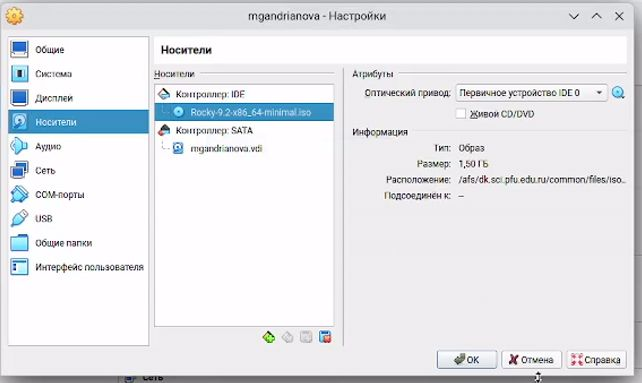 mgandrianova - Настройки
Общие
Система
Дисплей
Носители
Аудио
Сеть
COM-порты
USB
Общие папки
Интерфейс пользователя
Носители
Носители
Контроллер: IDE
Rocky-9.2-x86_64-minimal.iso
Контроллер: SATA
mgandrianova.vdi
Атрибуты
Оптический привод: Первичное устройство IDE 0
Живой CD/DVD
Информация
Тип: Образ
Размер: 1,50 ГБ
Расположение: /afs/dk.sci.pfu.edu.ru/common/files/iso...
Подсоединён к: --
OK
Отмена
Справка
Сеть